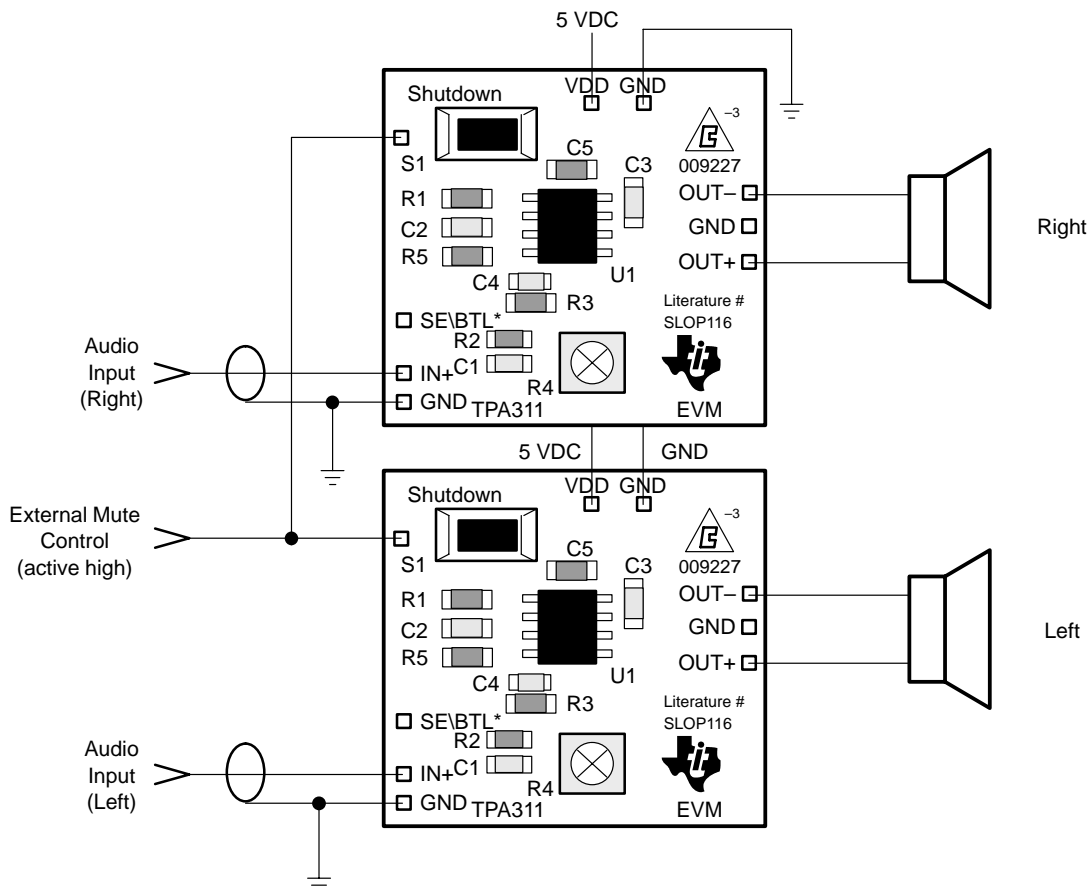 5 VDC
VDD GND
Shutdown
S1
C5
C3
–3
009227
R1
C2
R5
OUT–
GND
OUT+
Right
U1
C4
R3
Literature #
SLOP116
SE\BTL*
R2
C1
R4
Audio
Input
(Right)
IN+
GND
TPA311
EVM
5 VDC
GND
VDD GND
Shutdown
External Mute
Control
(active high)
S1
C5
C3
–3
009227
R1
C2
R5
OUT–
GND
OUT+
Left
U1
C4
R3
Literature #
SLOP116
SE\BTL*
R2
C1
R4
Audio
Input
(Left)
IN+
GND
TPA311
EVM